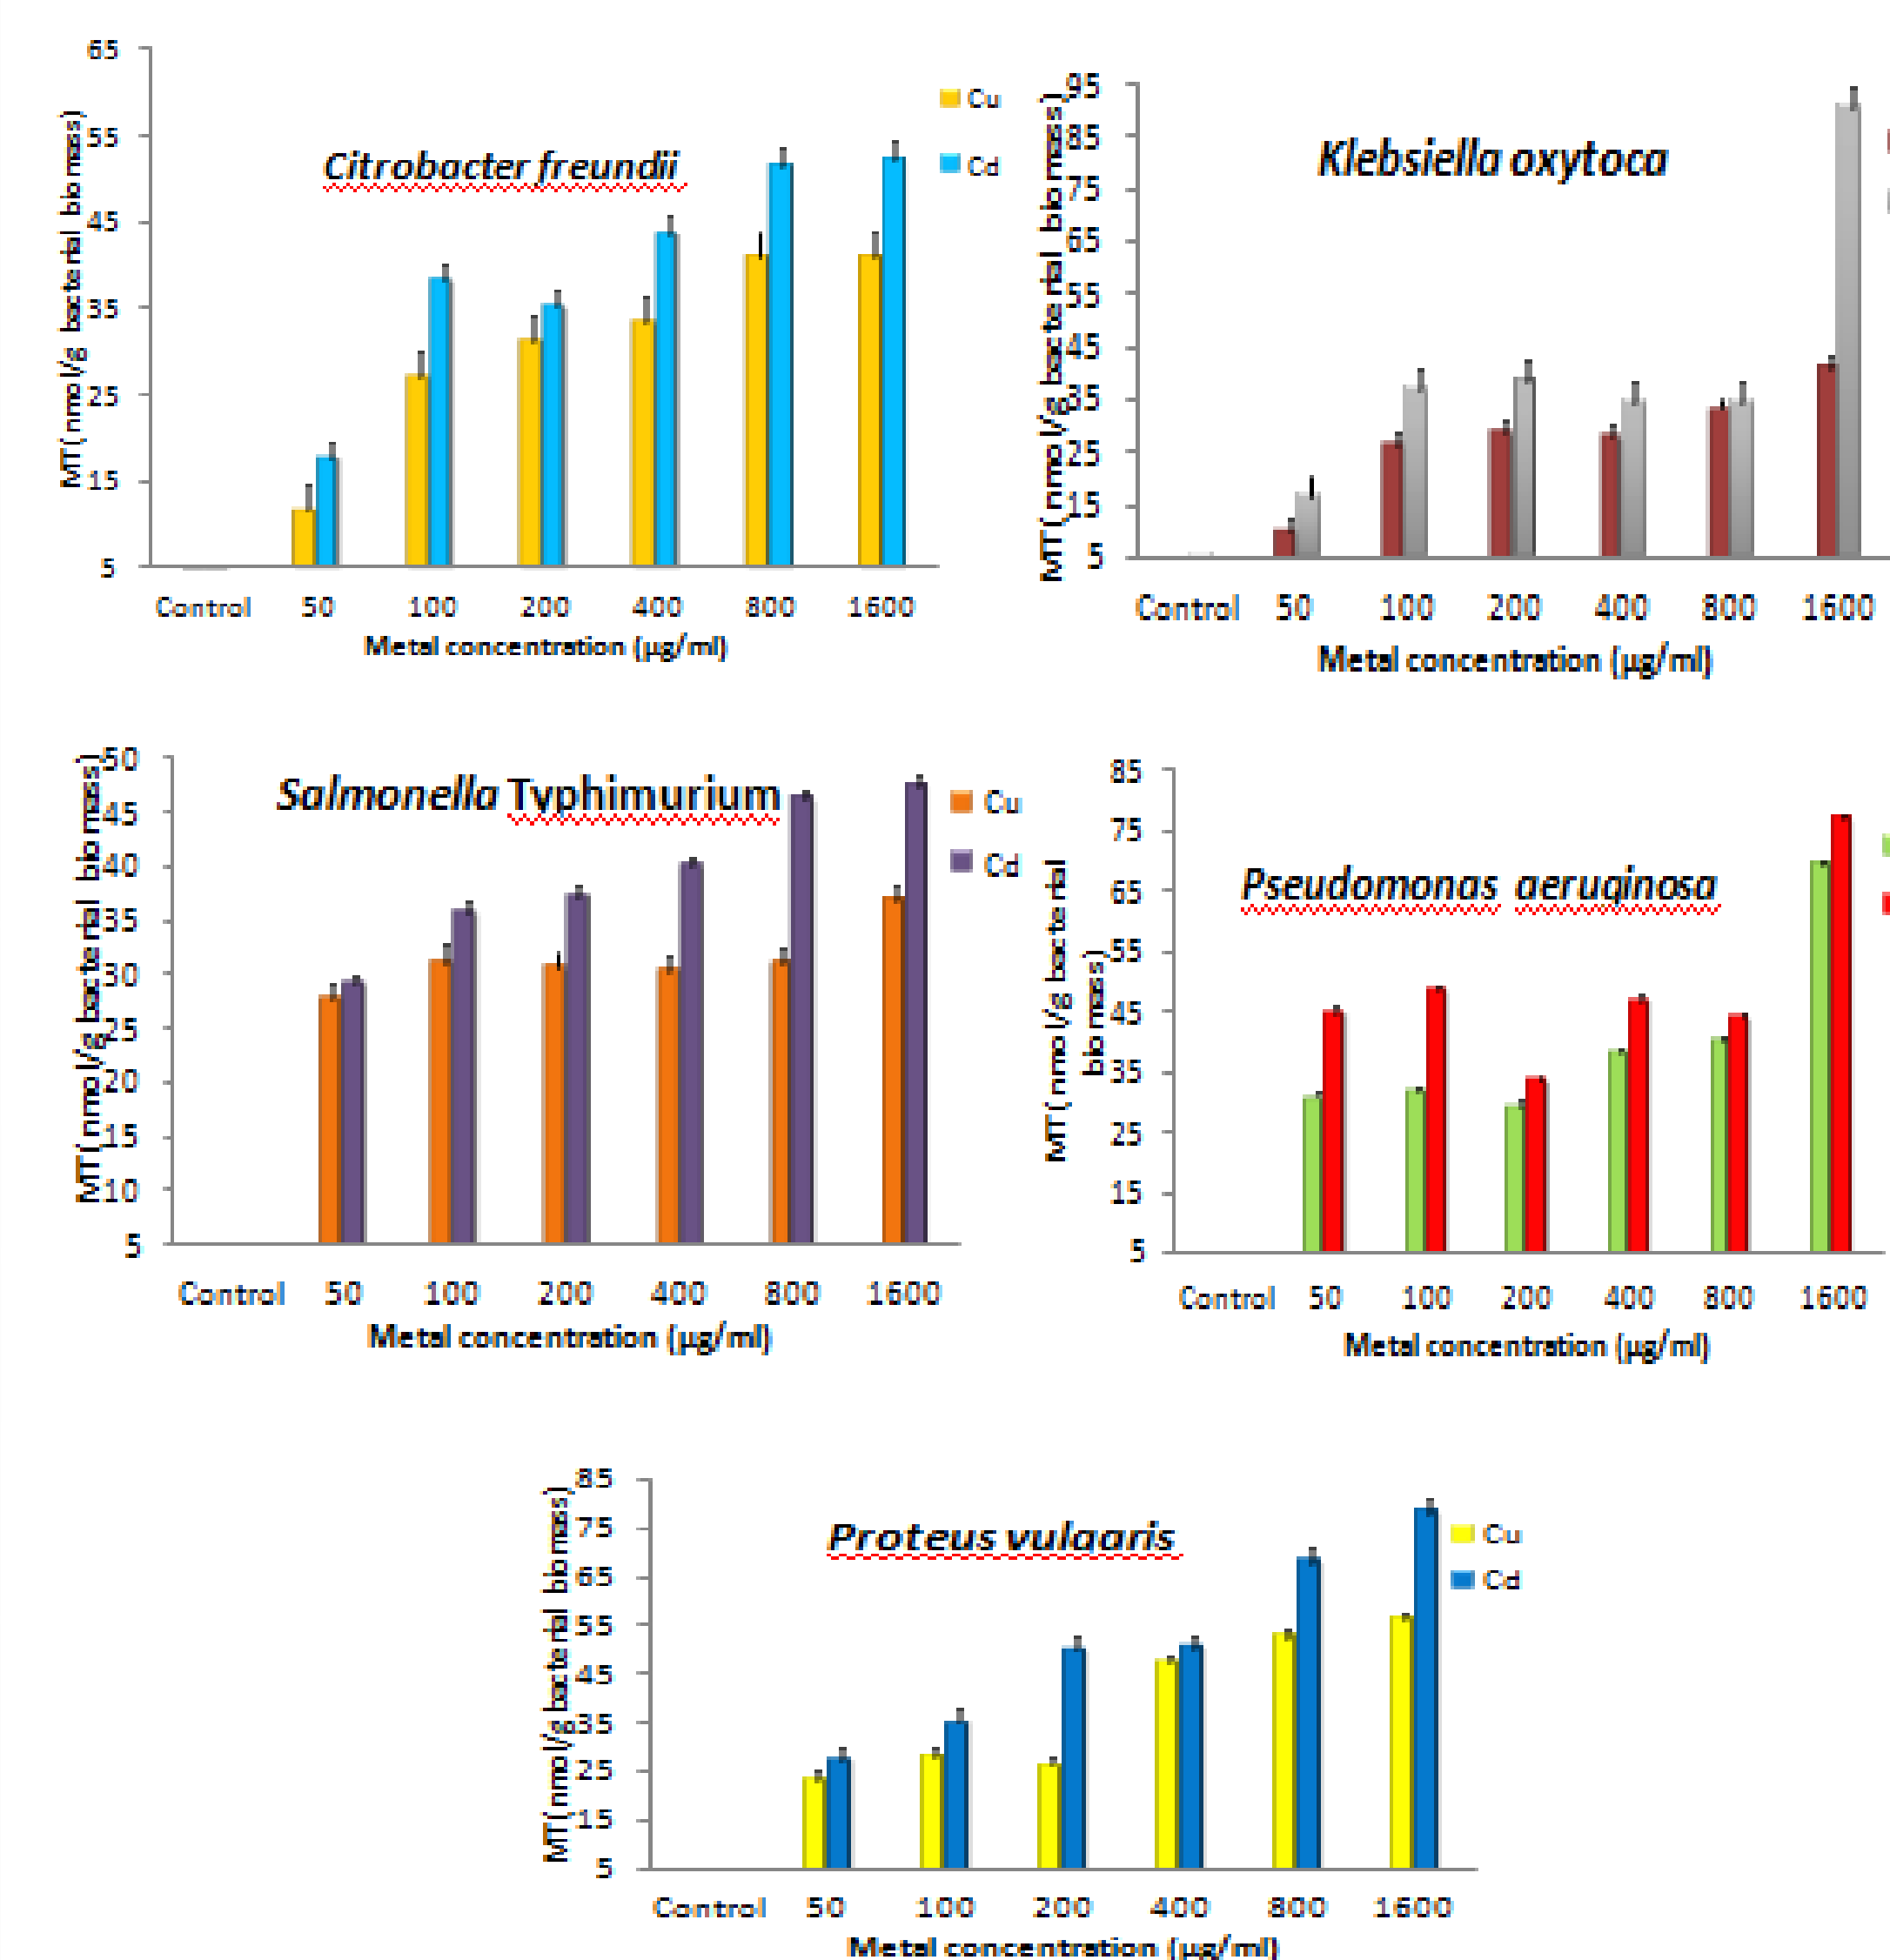 65
55
45
35
25
15
5
MT( nmol/g bacterial biomass)
Citrobacter freundii
Cu
Cd
Control 50 100 200 400 800 1600
Metal concentration (µg/ml)
95
85
75
65
55
45
35
25
15
5
MT( nmol/g bacterial biomass)
Klebsiella oxytoca
Control 50 100 200 400 800 1600
Metal concentration (µg/ml)
50
45
40
35
30
25
20
15
10
5
MT( nmol/g bacterial biomass)
Salmonella Typhimurium
Cu
Cd
Control 50 100 200 400 800 1600
Metal concentration (µg/ml)
85
75
65
55
45
35
25
15
5
MT( nmol/g bacterial
biomass)
Pseudomonas aeruginosa
Control 50 100 200 400 800 1600
Metal concentration (µg/ml)
85
75
65
55
45
35
25
15
5
MT( nmol/g bacterial biomass)
Proteus vulgaris
Cu
Cd
Control 50 100 200 400 800 1600
Metal concentration (µg/ml)